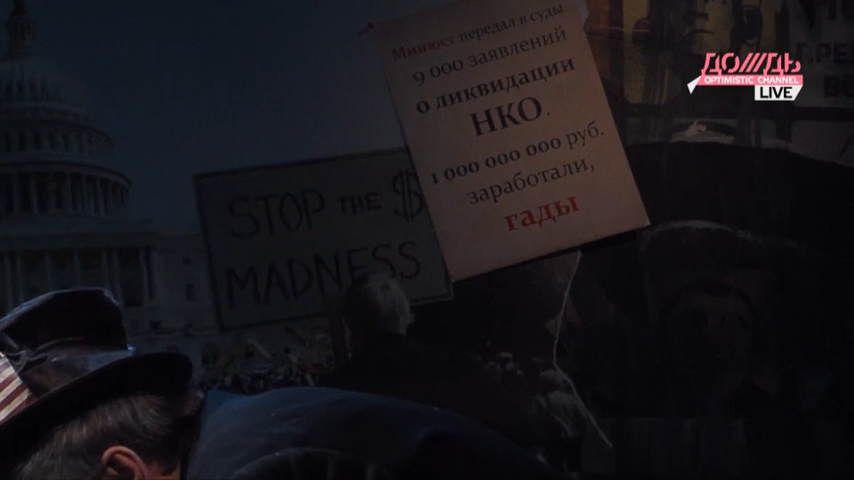 Минюст передал в суды
9 000 заявлений
о ликвидации
НКО.
1 000 000 000 руб.
заработали,
гады
STOP THE $
MADNESS
ДОЖДЬ
OPTIMISTIC CHANNEL
LIVE